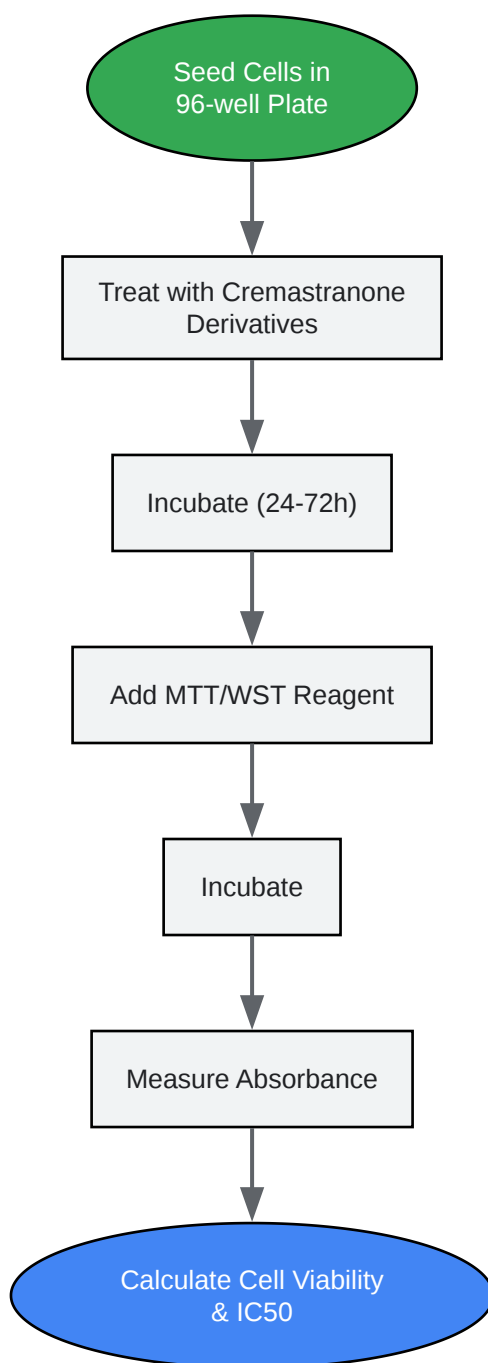 Seed Cells in
96-well Plate
Treat with Cremastranone
Derivatives
Incubate (24-72h)
Add MTT/WST Reagent
Incubate
Measure Absorbance
Calculate Cell Viability
& IC50